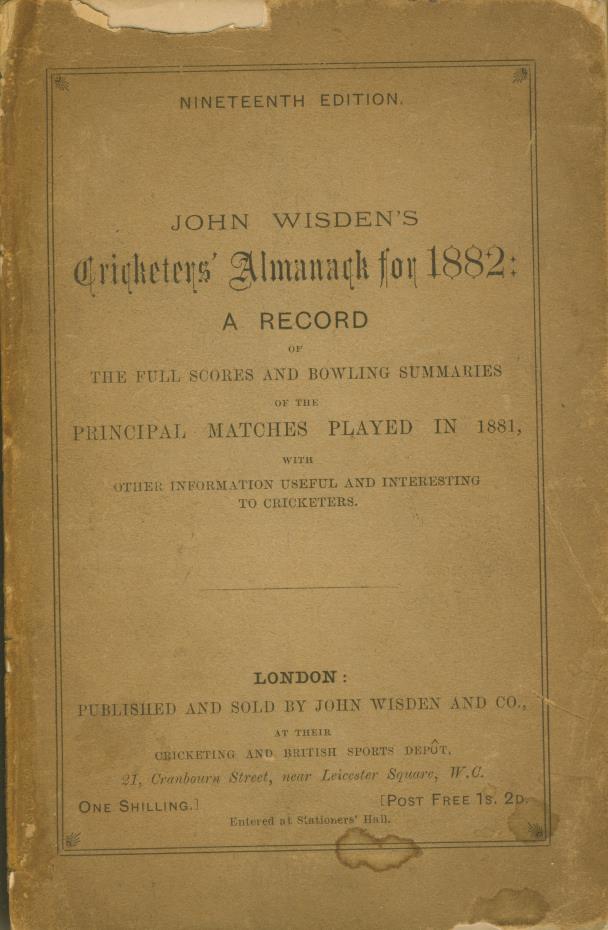 NINETEENTH EDITION.
JOHN WISDEN'S
Cricketers' Almanack for 1882:
A RECORD
OF
THE FULL SCORES AND BOWLING SUMMARIES
OF THE
PRINCIPAL MATCHES PLAYED IN 1881,
WITH
OTHER INFORMATION USEFUL AND INTERESTING
TO CRICKETERS.
LONDON:
PUBLISHED AND SOLD BY JOHN WISDEN AND CO.,
AT THEIR
CRICKETING AND BRITISH SPORTS DEPÔT,
21, Cranbourn Street, near Leicester Square, W.C.
ONE SHILLING.] [POST FREE 1S. 2D.
Entered at Stationers' Hall.